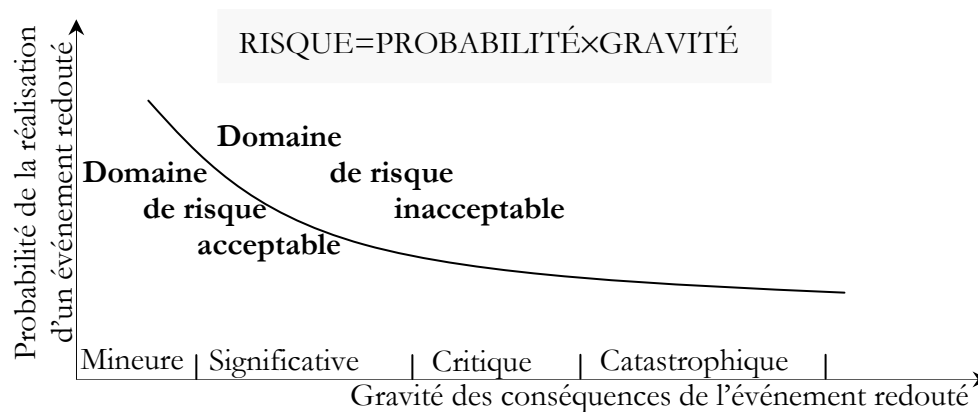 RISQUE=PROBABILITÉ×GRAVITÉ
Probabilité de la réalisation
d'un événement redouté
Domaine
de risque
inacceptable
Domaine
de risque
acceptable
Mineure
Significative
Critique
Catastrophique
Gravité des conséquences de l'événement redouté